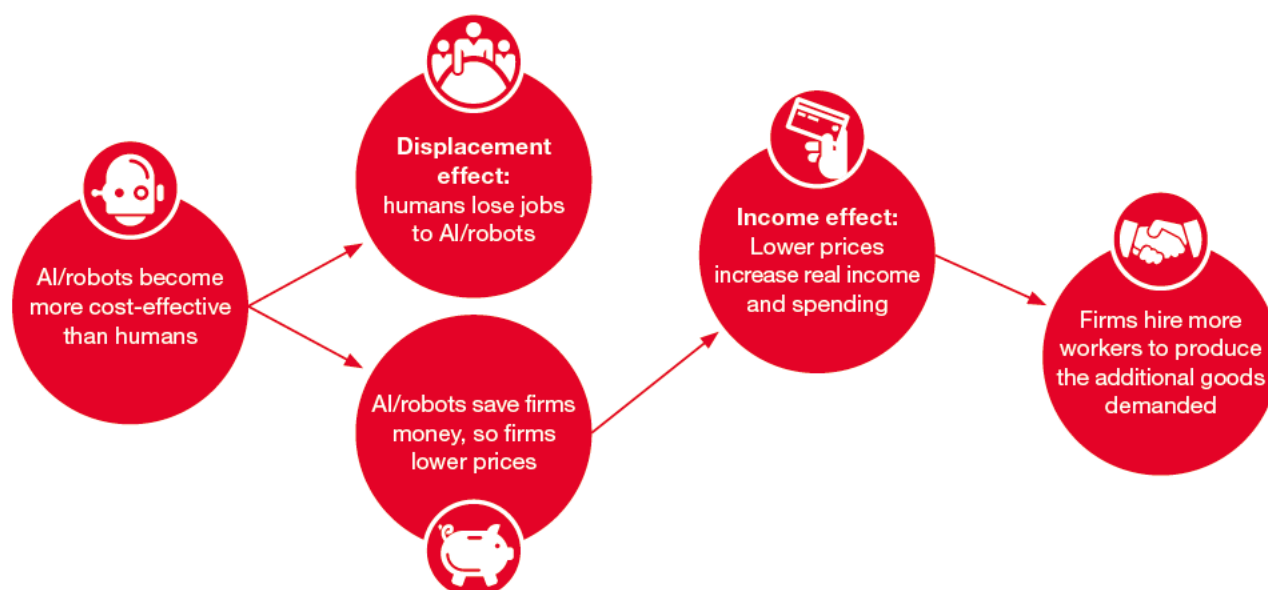 AI/robots become
more cost-effective
than humans
Displacement
effect:
humans lose jobs
to AI/robots
AI/robots save firms
money, so firms
lower prices
Income effect:
Lower prices
increase real income
and spending
Firms hire more
workers to produce
the additional goods
demanded